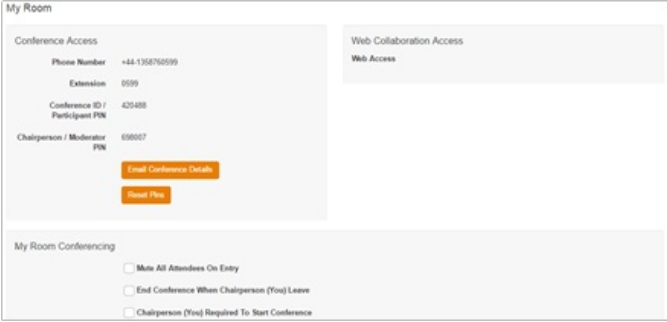 My Room
Conference Access
Phone Number +44-1358760599
Extension 0599
Conference ID /
Participant PIN 420488
Chairperson / Moderator
PIN 698007
Email Conference Details
Reset Pins
Web Collaboration Access
Web Access
My Room Conferencing
Mute All Attendees On Entry
End Conference When Chairperson (You) Leave
Chairperson (You) Required To Start Conference